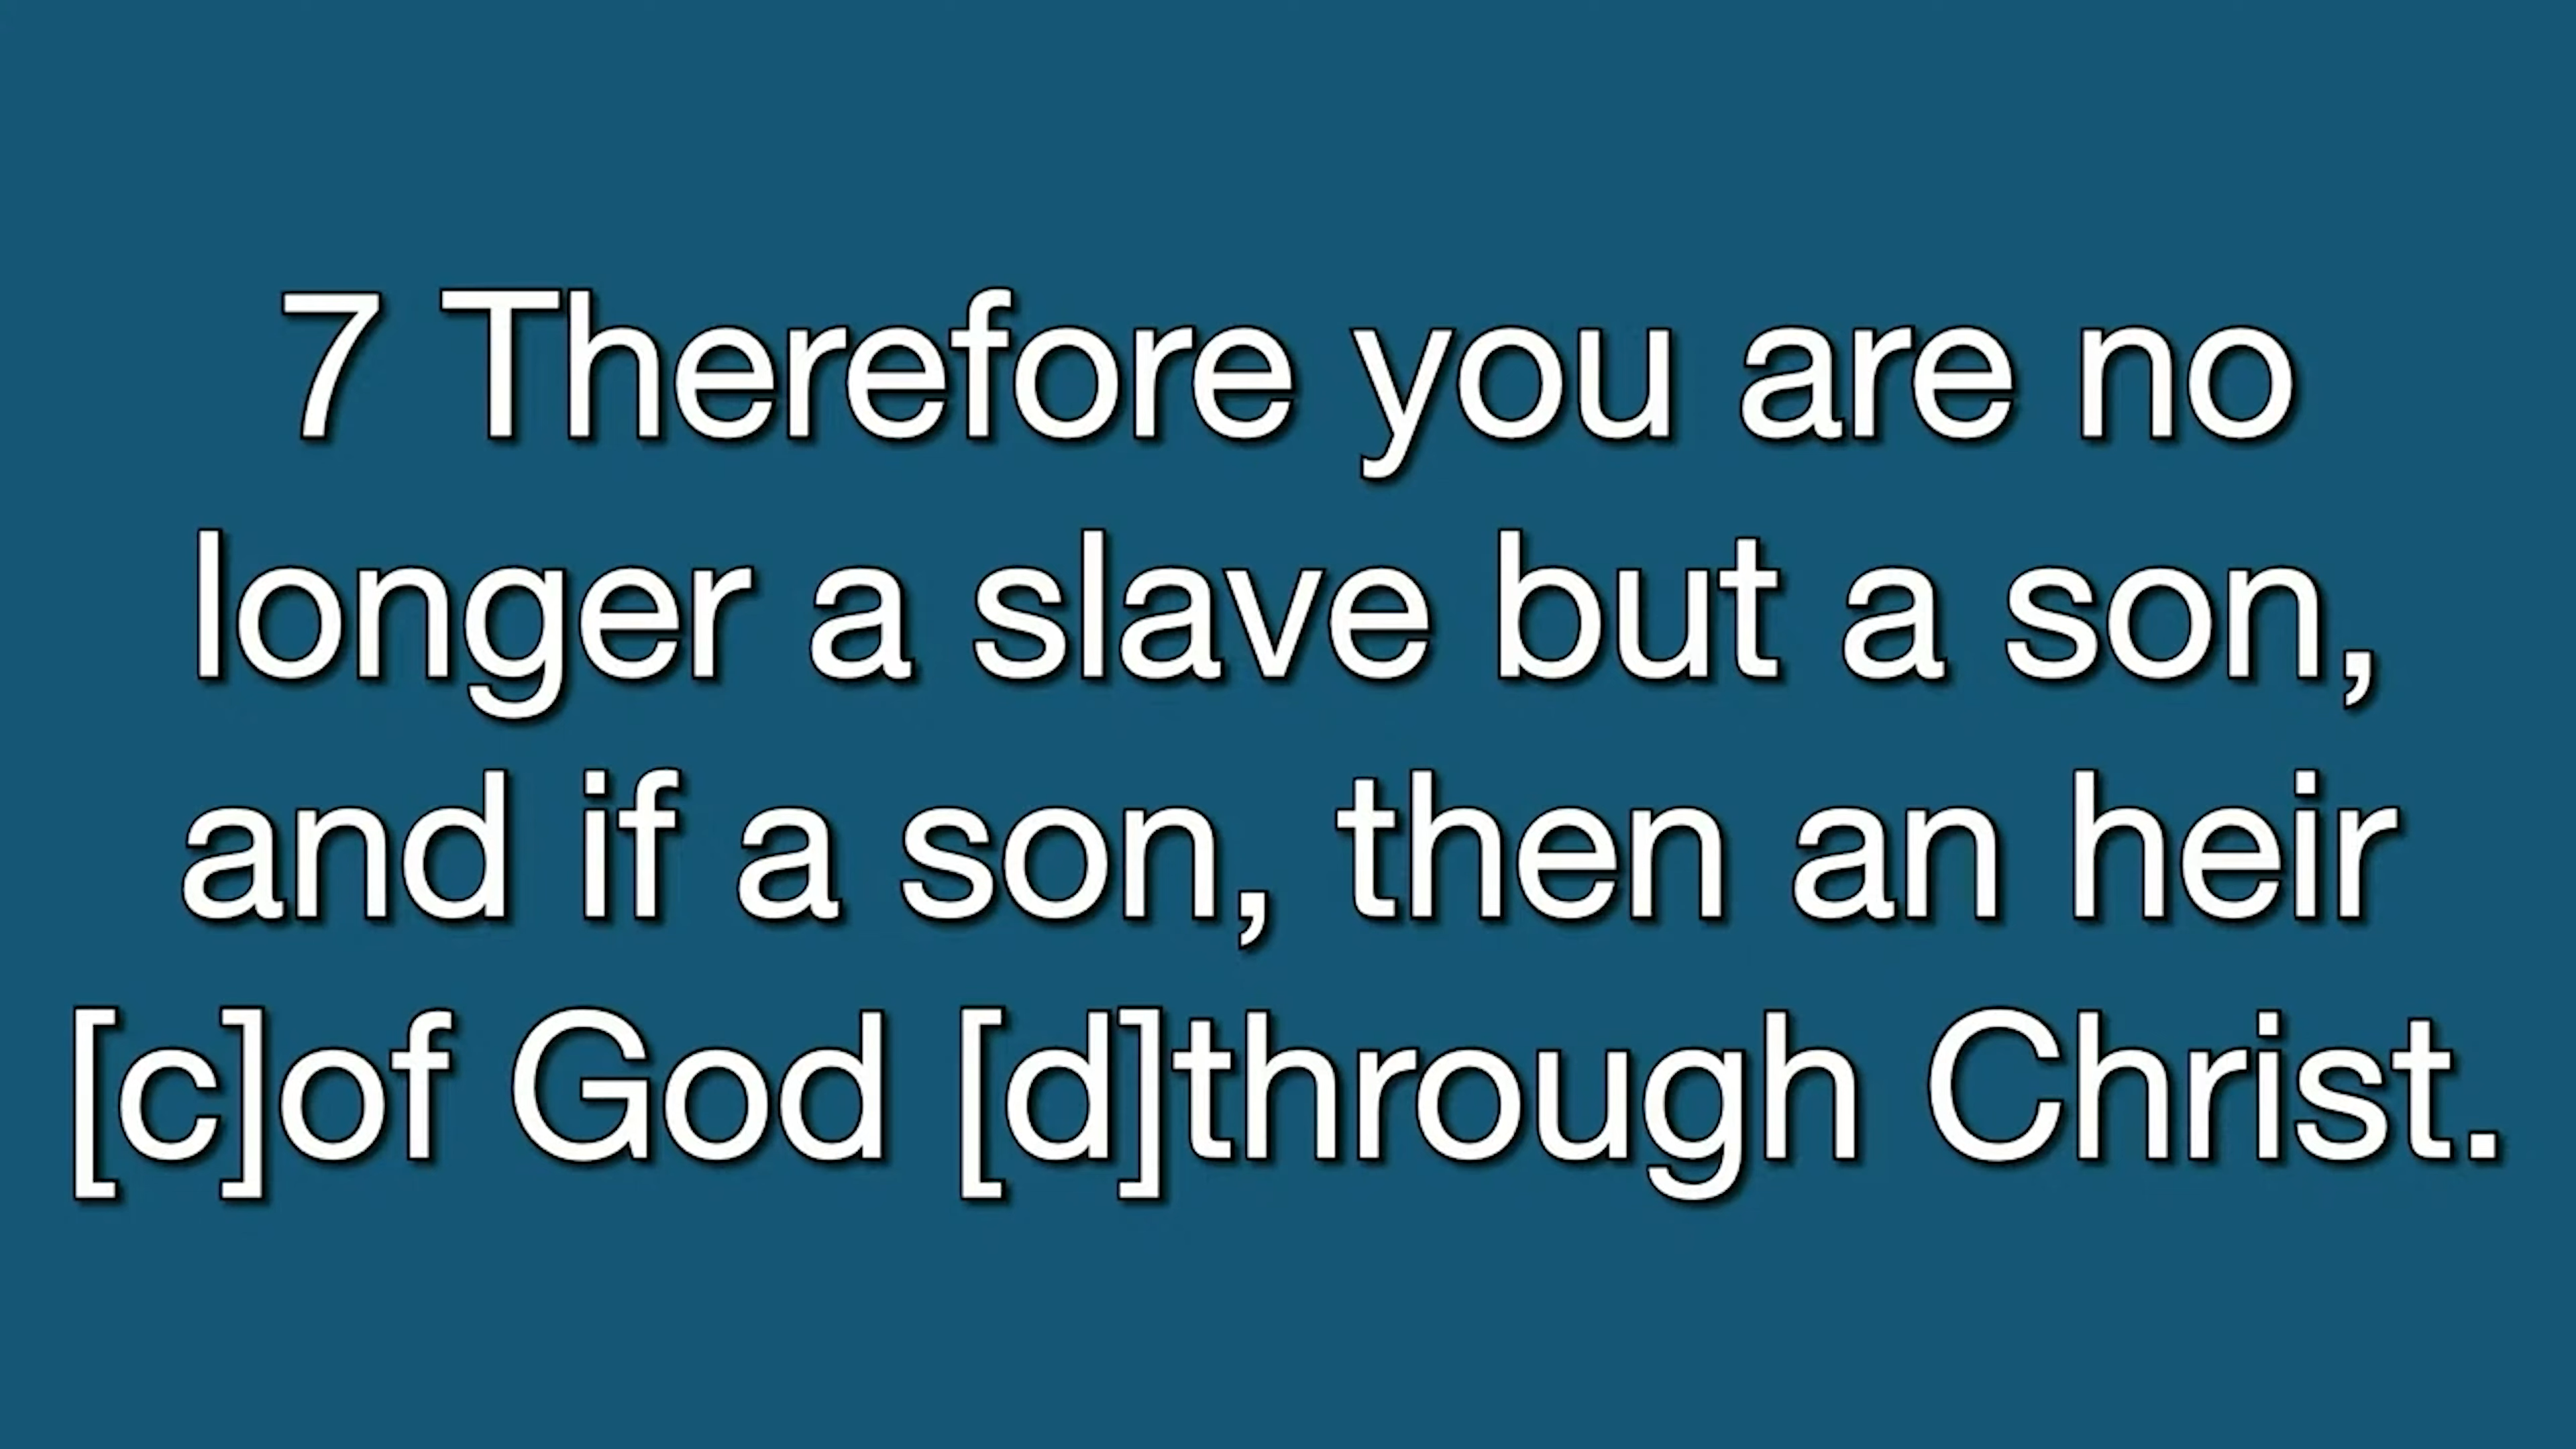 7 Therefore you are no
longer a slave but a son,
and if a son, then an heir
[c]of God [d]through Christ.